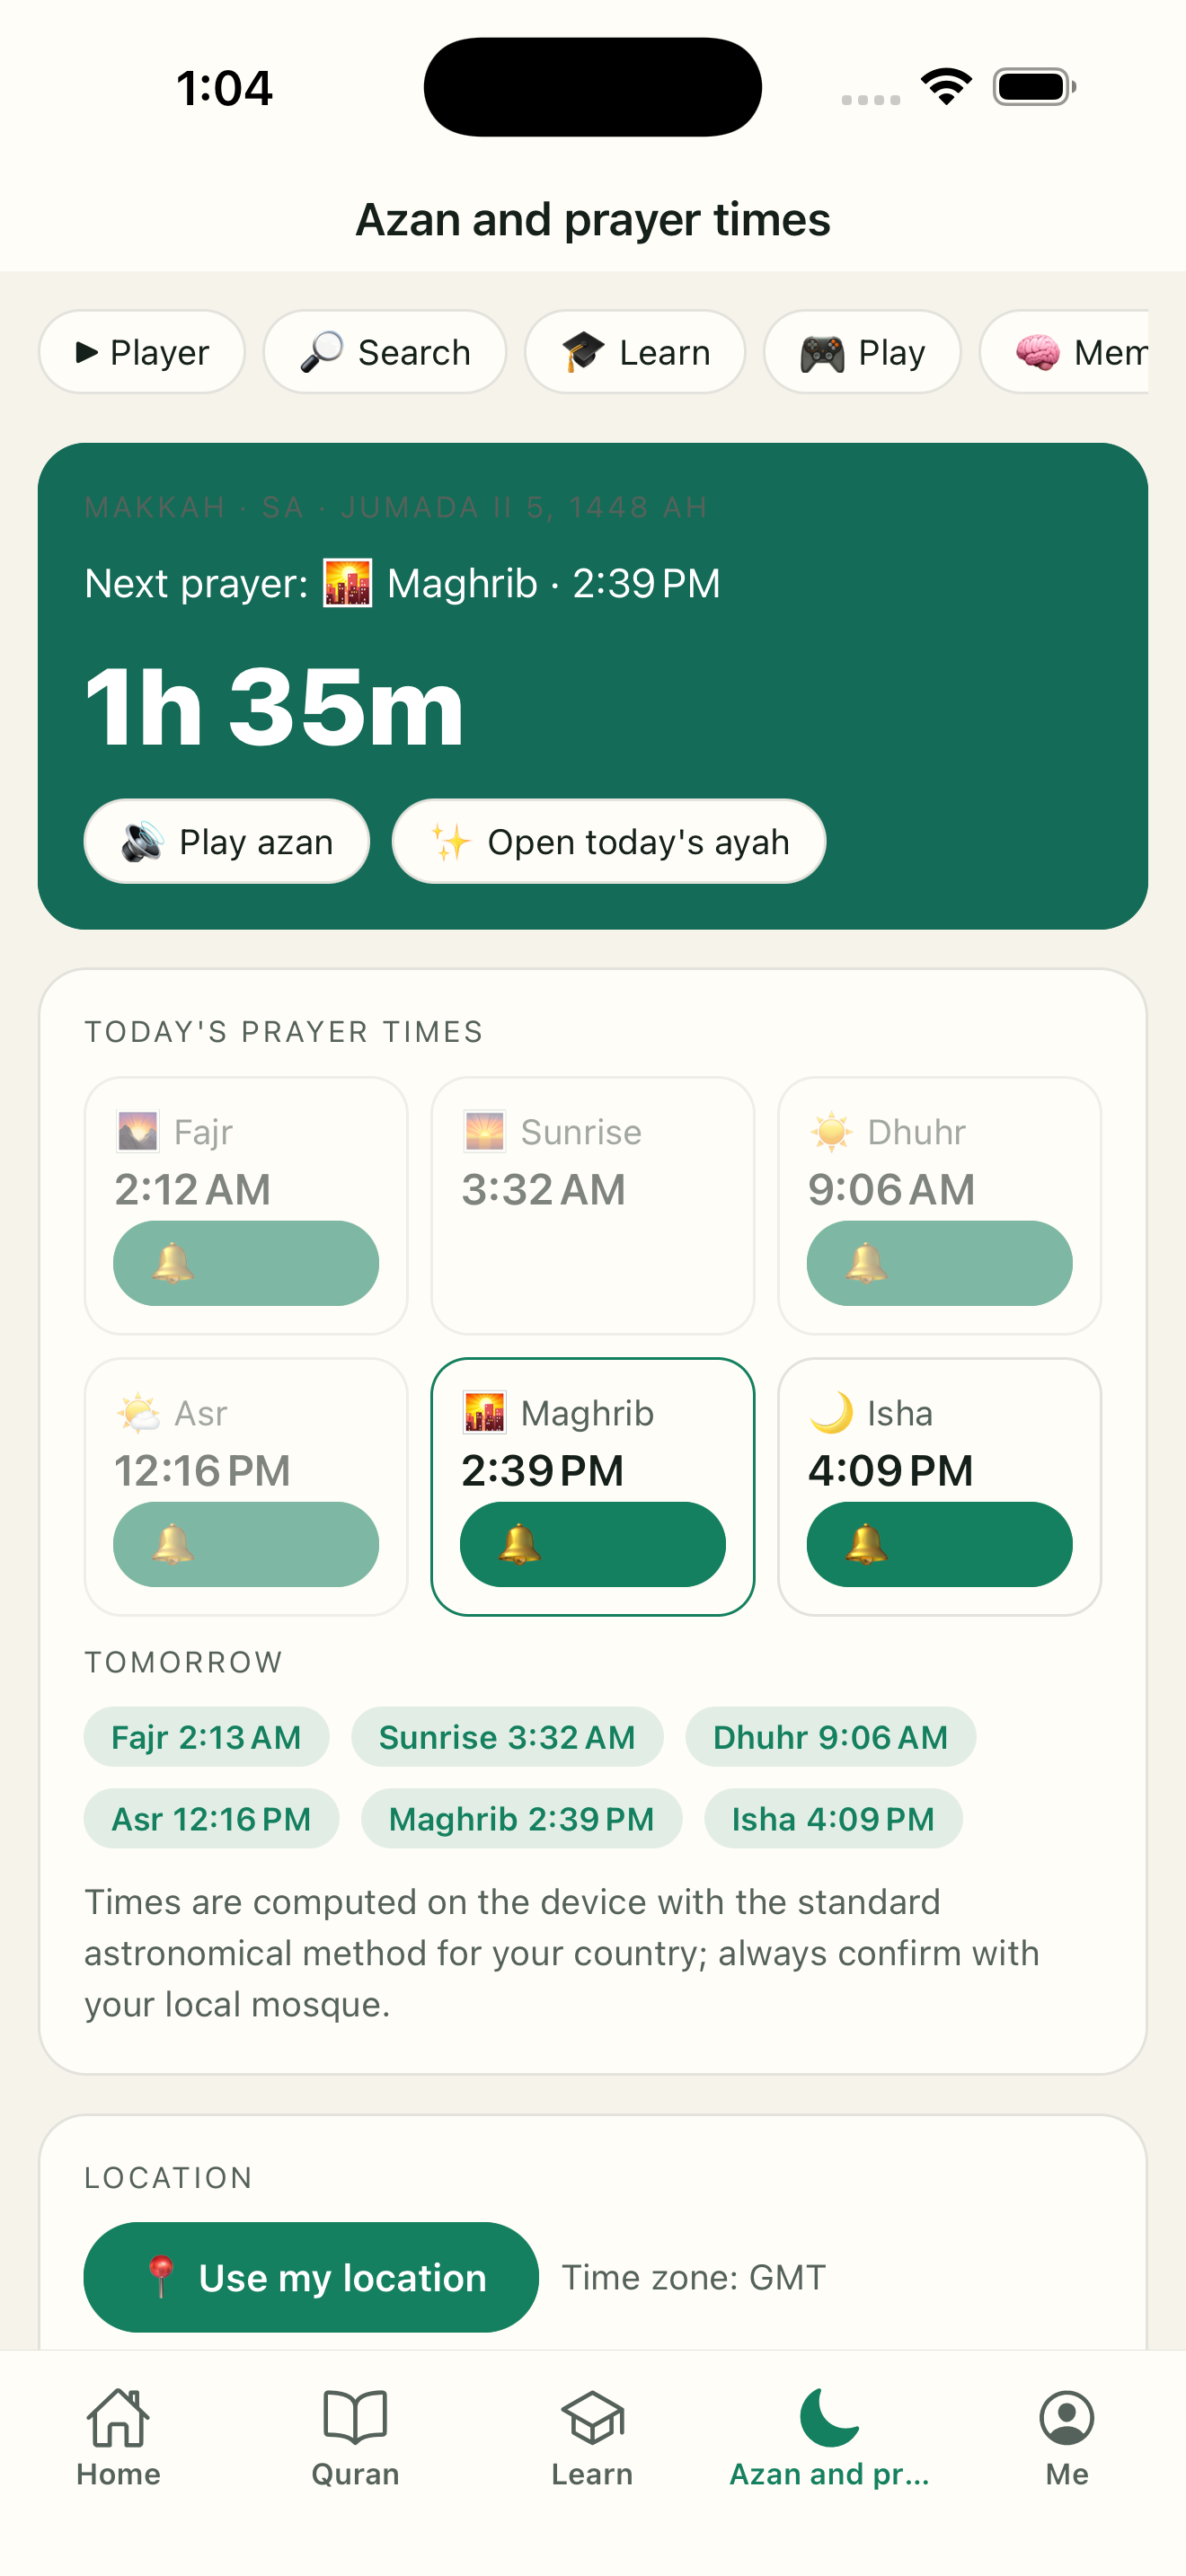 1:04
Azan and prayer times
Player
Search
Learn
Play
Mem
MAKKAH · SA · JUMADA II 5, 1448 AH
Next prayer: Maghrib · 2:39 PM
1h 35m
Play azan
Open today's ayah
TODAY'S PRAYER TIMES
Fajr
2:12 AM
Sunrise
3:32 AM
Dhuhr
9:06 AM
Asr
12:16 PM
Maghrib
2:39 PM
Isha
4:09 PM
TOMORROW
Fajr 2:13 AM
Sunrise 3:32 AM
Dhuhr 9:06 AM
Asr 12:16 PM
Maghrib 2:39 PM
Isha 4:09 PM
Times are computed on the device with the standard
astronomical method for your country; always confirm with
your local mosque.
LOCATION
Use my location
Time zone: GMT
Home
Quran
Learn
Azan and pr...
Me